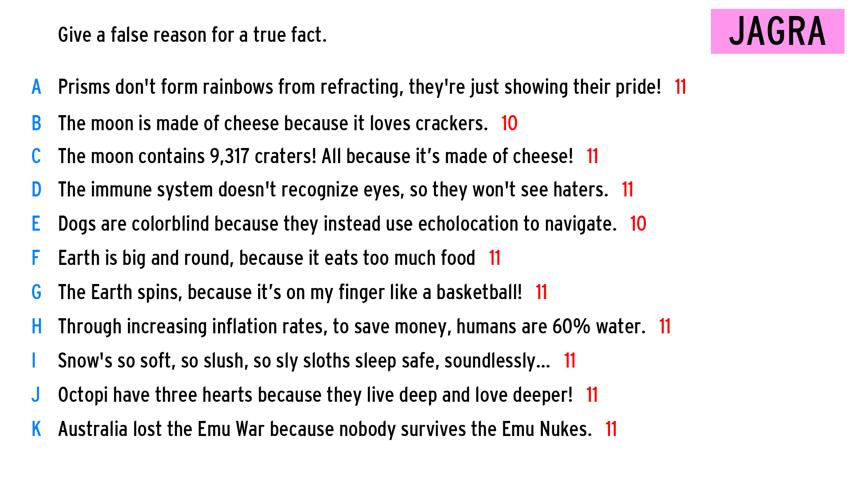 Give a false reason for a true fact.
JAGRA
A Prisms don't form rainbows from refracting, they're just showing their pride! 11
B The moon is made of cheese because it loves crackers. 10
C The moon contains 9,317 craters! All because it’s made of cheese! 11
D The immune system doesn't recognize eyes, so they won't see haters. 11
E Dogs are colorblind because they instead use echolocation to navigate. 10
F Earth is big and round, because it eats too much food 11
G The Earth spins, because it’s on my finger like a basketball! 11
H Through increasing inflation rates, to save money, humans are 60% water. 11
I Snow's so soft, so slush, so sly sloths sleep safe, soundlessly... 11
J Octopi have three hearts because they live deep and love deeper! 11
K Australia lost the Emu War because nobody survives the Emu Nukes. 11